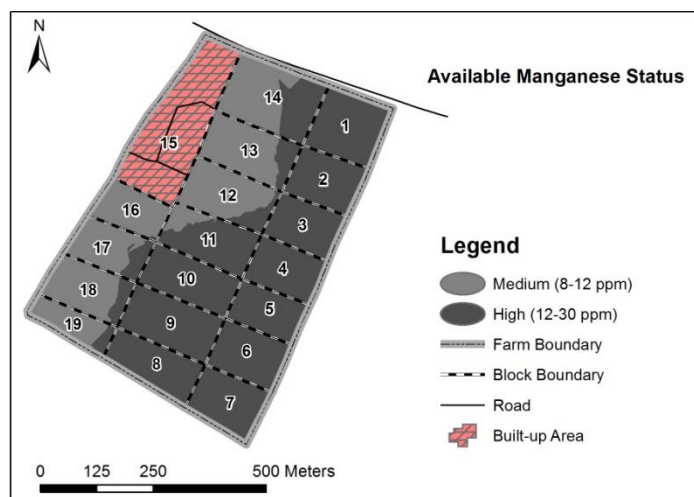 N
Available Manganese Status
14
1
15
13
2
12
16
3
11
17
4
10
18
5
9
19
6
8
7
Legend
Medium (8-12 ppm)
High (12-30 ppm)
Farm Boundary
Block Boundary
Road
Built-up Area
0 125 250 500 Meters